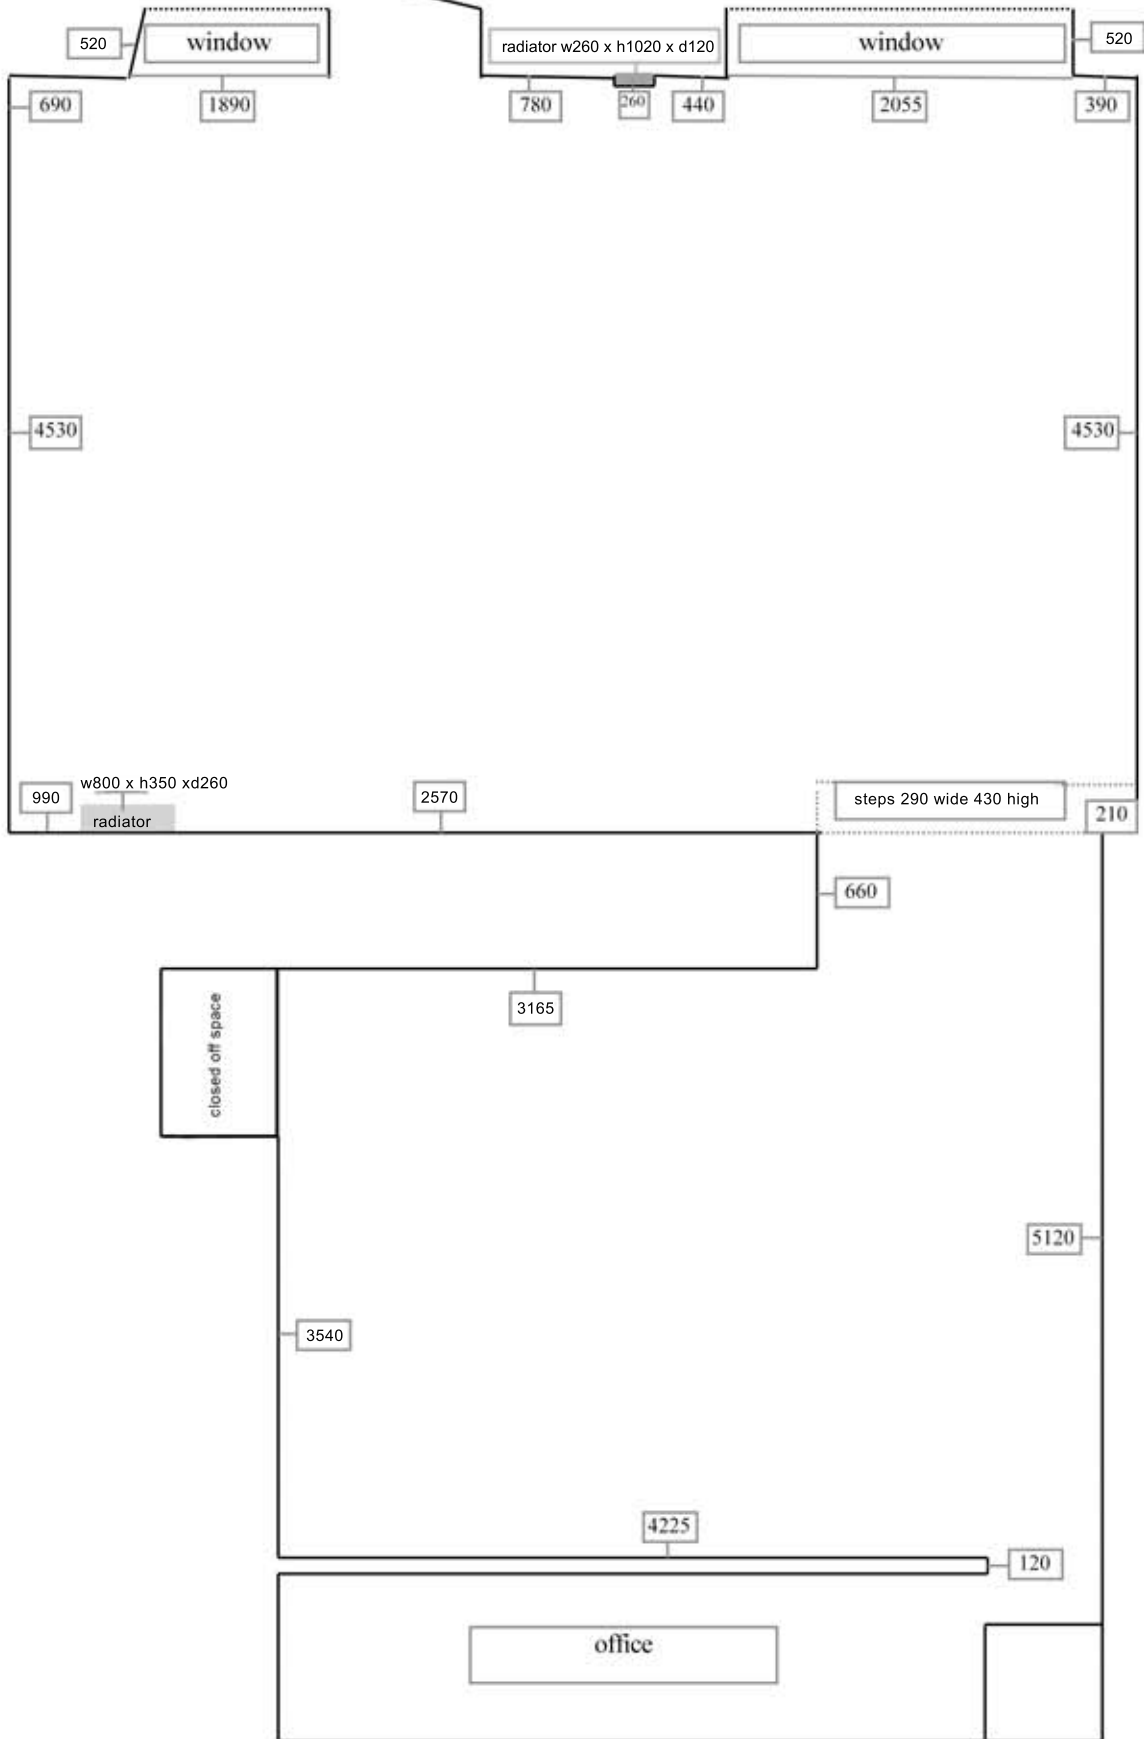 520
window
radiator w260 x h1020 x d120
window
520
690
1890
780
260
440
2055
390
4530
4530
990
w800 x h350 xd260
radiator
2570
steps 290 wide 430 high
210
660
3165
closed off space
5120
3540
4225
120
office